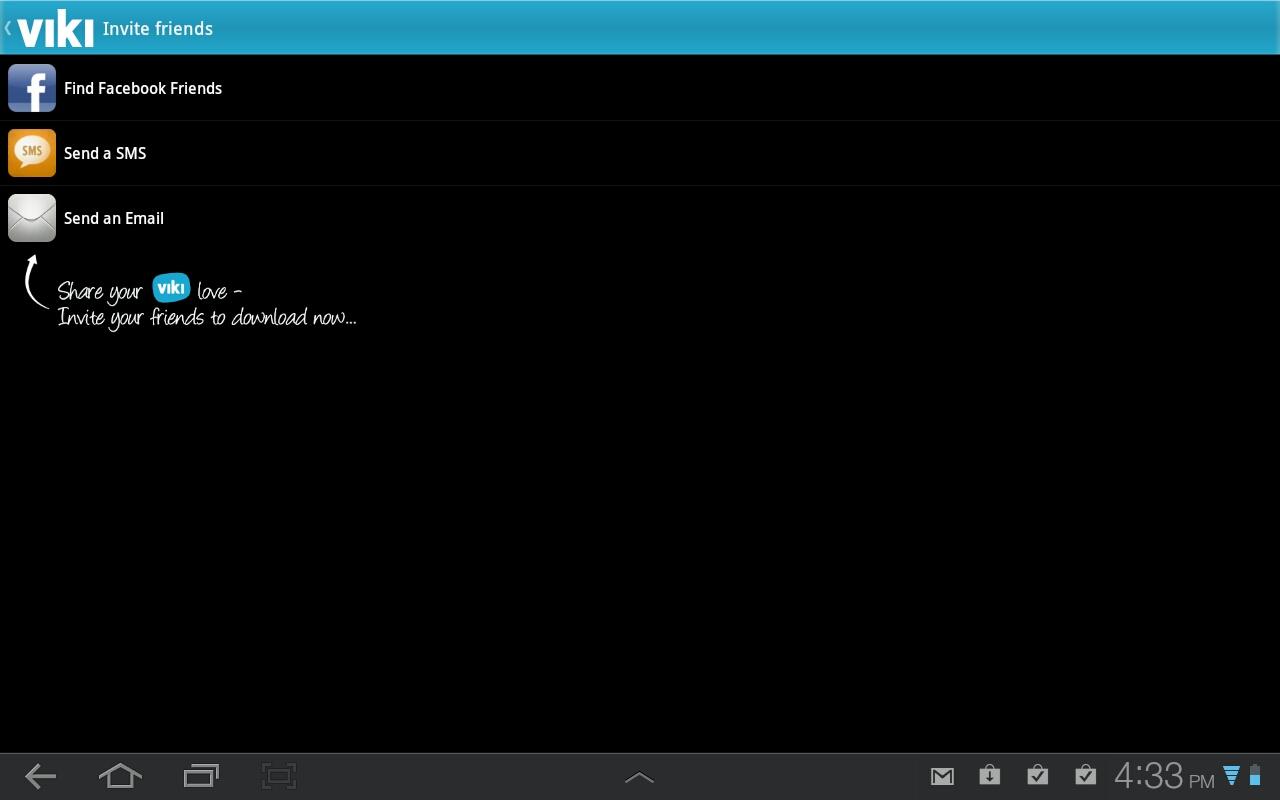 viki Invite friends
Find Facebook Friends
SMS
Send a SMS
Send an Email
Share your viki love -
Invite your friends to download now...
4:33 PM